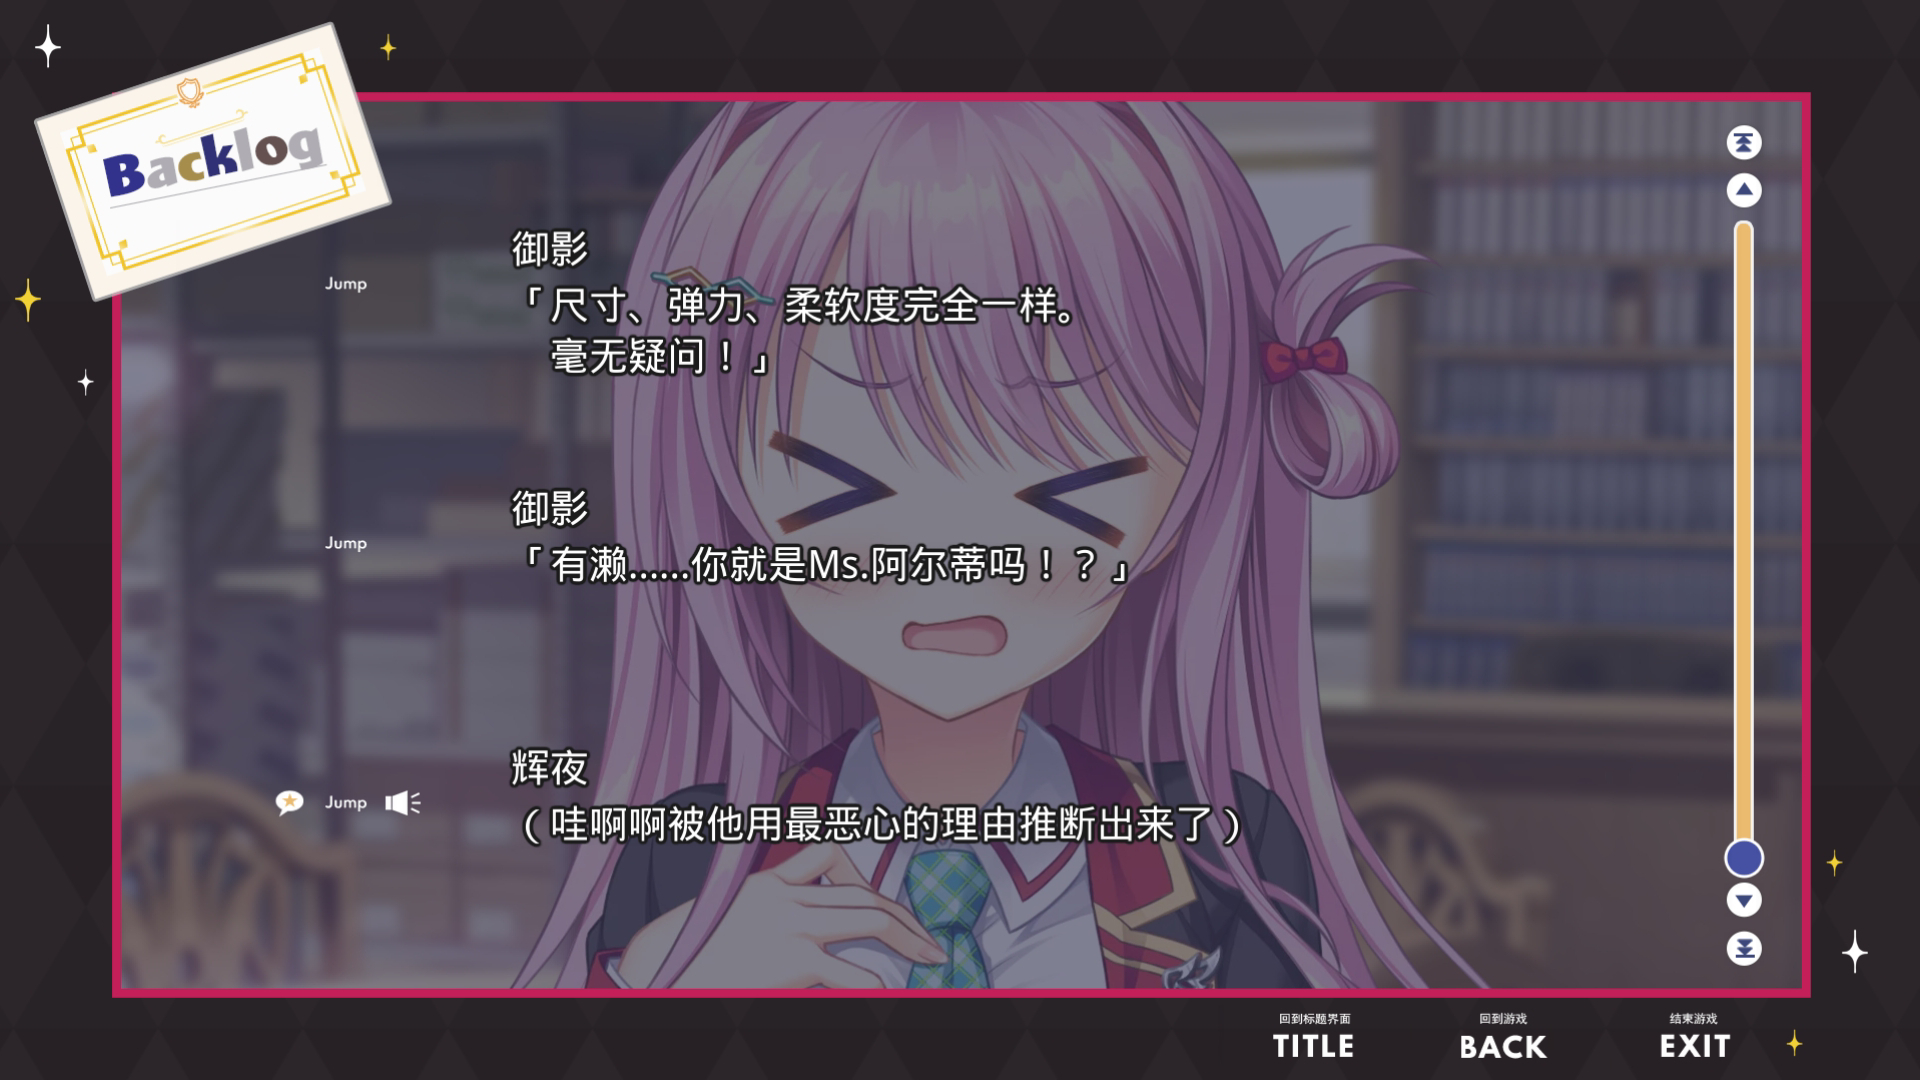 Backlog
Jump
御影
「尺寸、弹力、柔软度完全一样。
毫无疑问！」
Jump
御影
「有濑……你就是Ms.阿尔蒂吗！？」
Jump
辉夜
（哇啊啊被他用最恶心的理由推断出来了）
回到标题界面
TITLE
回到游戏
BACK
结束游戏
EXIT